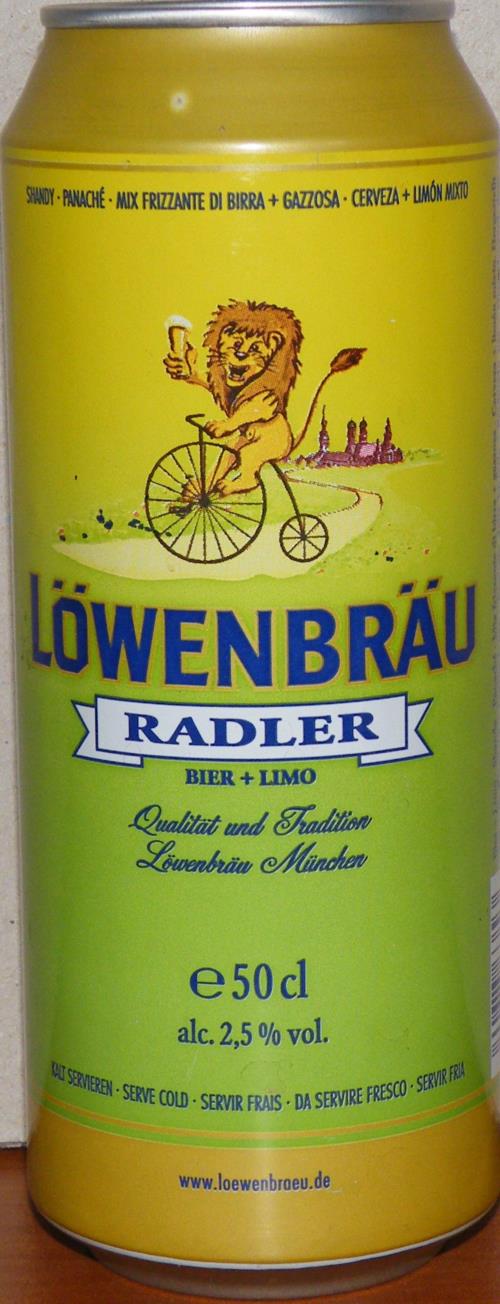 SHANDY · PANACHÉ · MIX FRIZZANTE DI BIRRA + GAZZOSA · CERVEZA + LIMÓN MIXTO
LÖWENBRÄU
RADLER
BIER + LIMO
Qualität und Tradition
Löwenbräu München
℮ 50 cl
alc. 2,5 % vol.
KALT SERVIEREN · SERVE COLD · SERVIR FRAIS · DA SERVIRE FRESCO · SERVIR FRIA
www.loewenbraeu.de